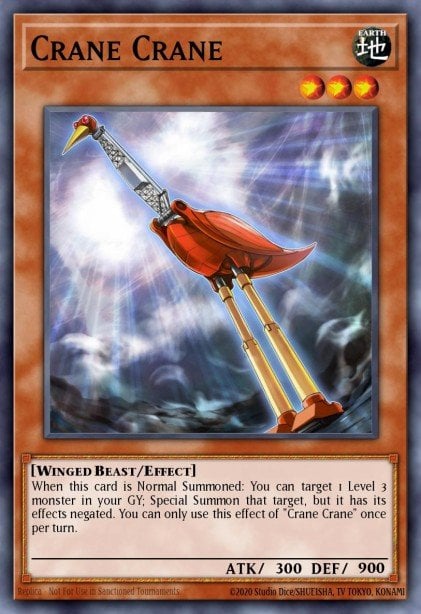 Crane Crane
EARTH
地
[Winged Beast/Effect]
When this card is Normal Summoned: You can target 1 Level 3
monster in your GY; Special Summon that target, but it has its
effects negated. You can only use this effect of "Crane Crane" once
per turn.
ATK/ 300 DEF/ 900
Replica - Not For Use in Sanctioned Tournaments
©2020 Studio Dice/SHUEISHA, TV TOKYO, KONAMI